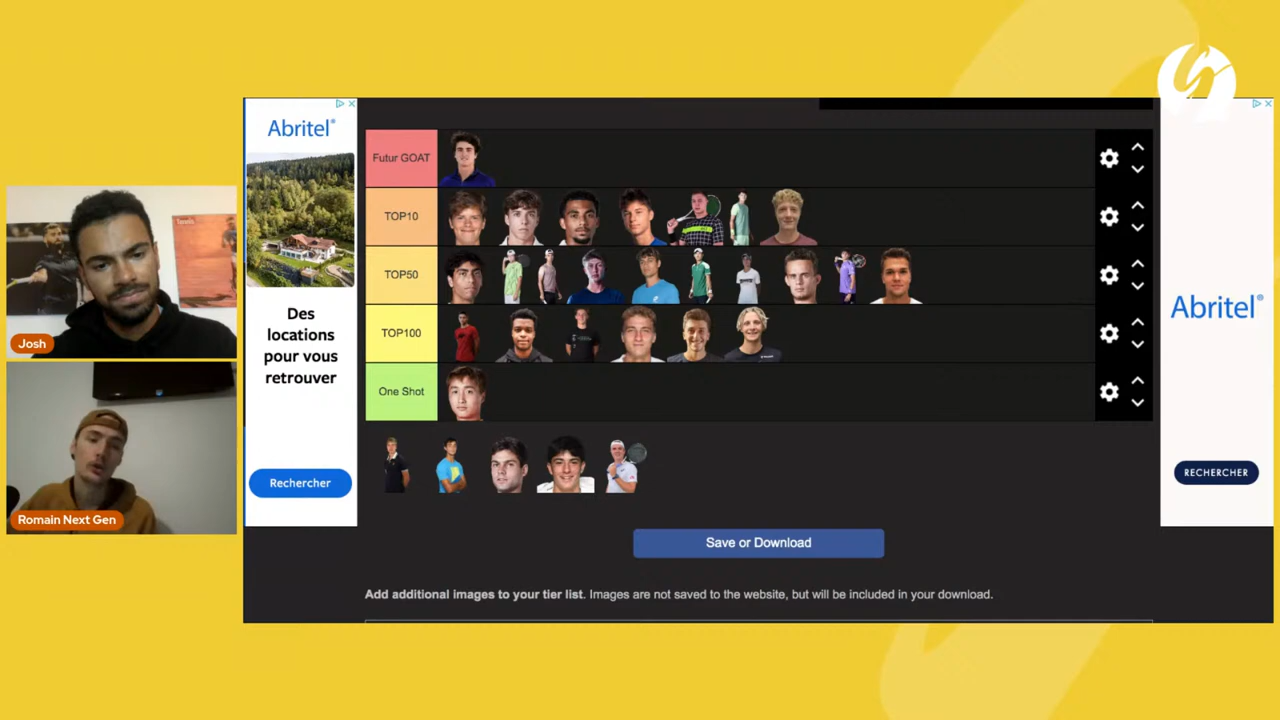 Abritel®
Des
locations
pour vous
retrouver
Rechercher
Josh
Romain Next Gen
Futur GOAT
TOP10
TOP50
TOP100
One Shot
Save or Download
Add additional images to your tier list. Images are not saved to the website, but will be included in your download.
Abritel®
RECHERCHER